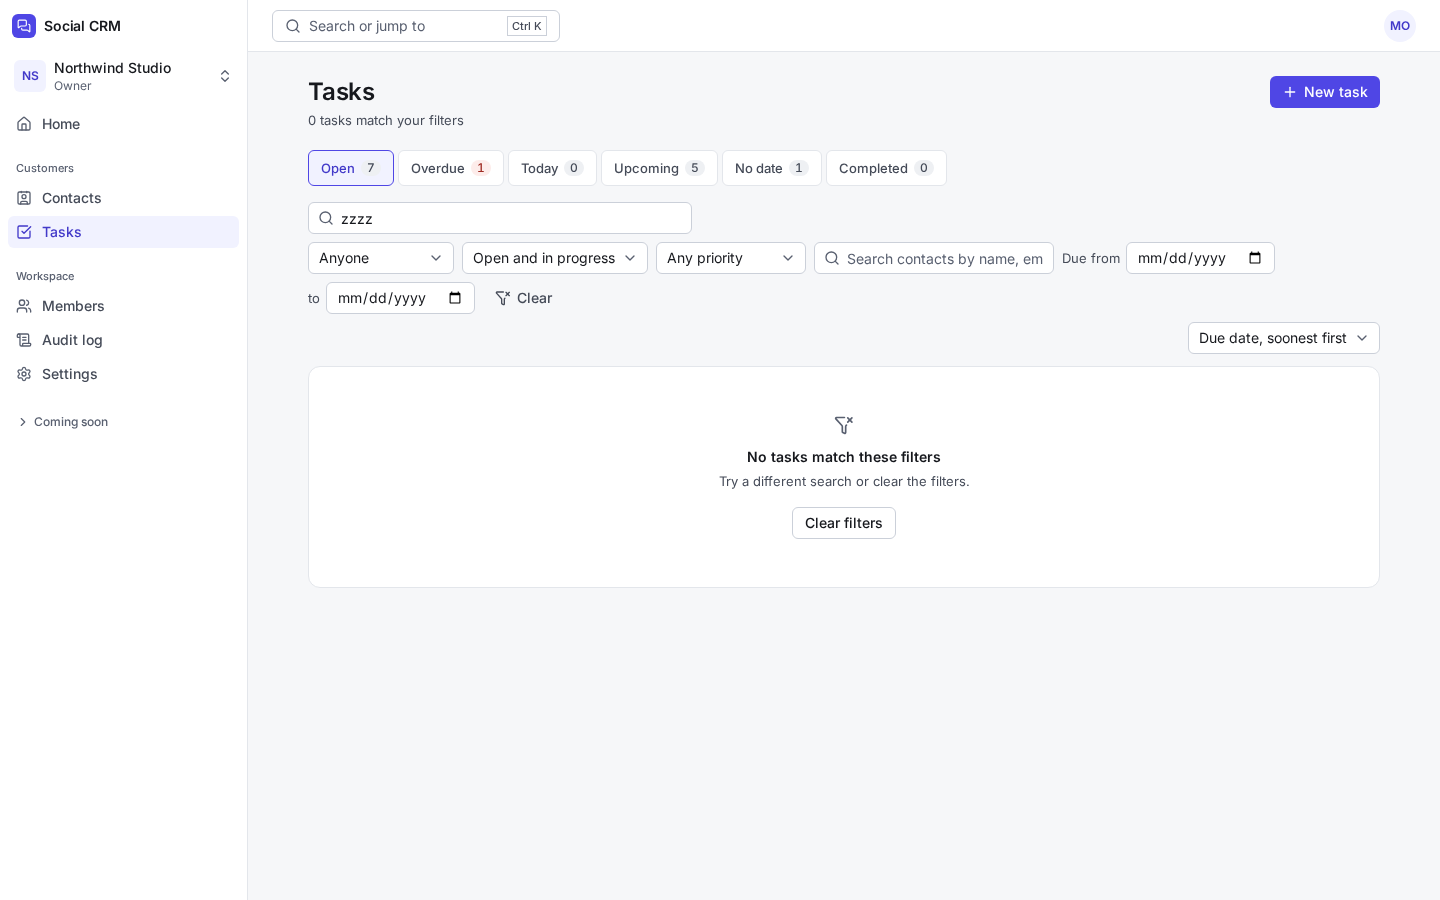 Social CRM
Search or jump to
Ctrl K
MO
NS
Northwind Studio
Owner
Home
Customers
Contacts
Tasks
Workspace
Members
Audit log
Settings
Coming soon
Tasks
New task
0 tasks match your filters
Open 7
Overdue 1
Today 0
Upcoming 5
No date 1
Completed 0
zzzz
Anyone
Open and in progress
Any priority
Search contacts by name, em
Due from
mm/dd/yyyy
to
mm/dd/yyyy
Clear
Due date, soonest first
No tasks match these filters
Try a different search or clear the filters.
Clear filters